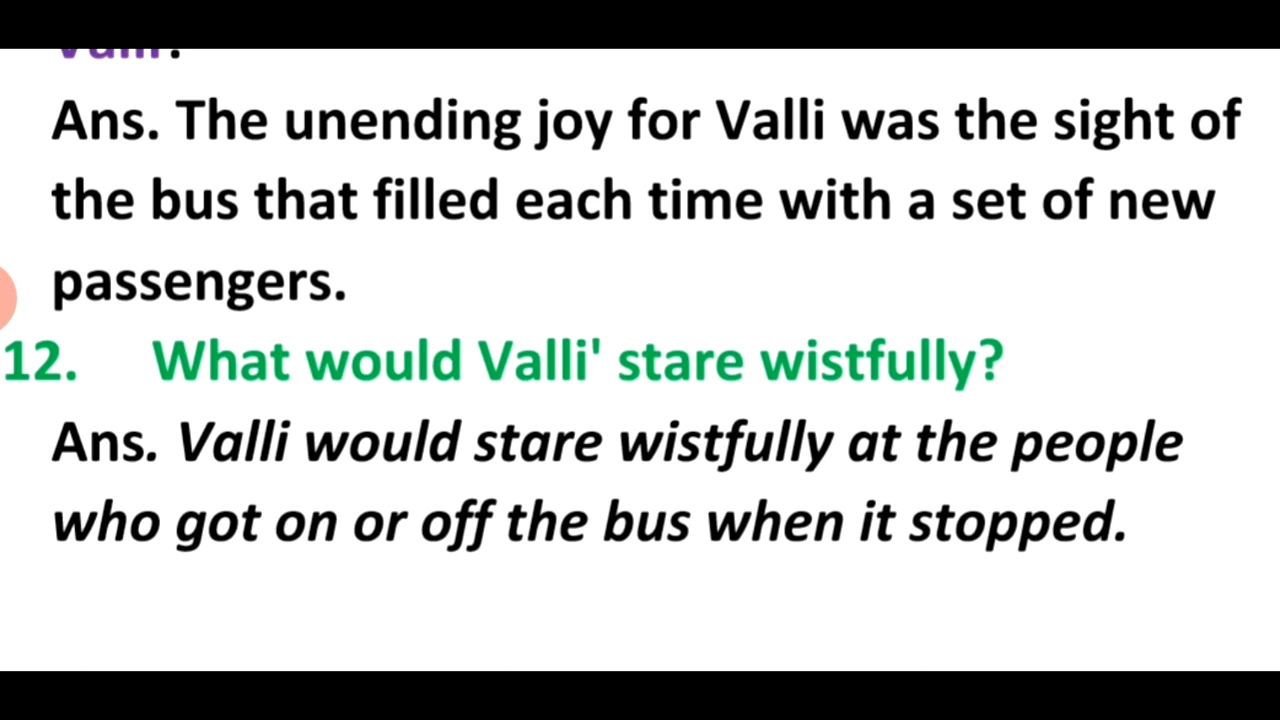 Valli?
Ans. The unending joy for Valli was the sight of
the bus that filled each time with a set of new
passengers.
12. What would Valli' stare wistfully?
Ans. Valli would stare wistfully at the people
who got on or off the bus when it stopped.